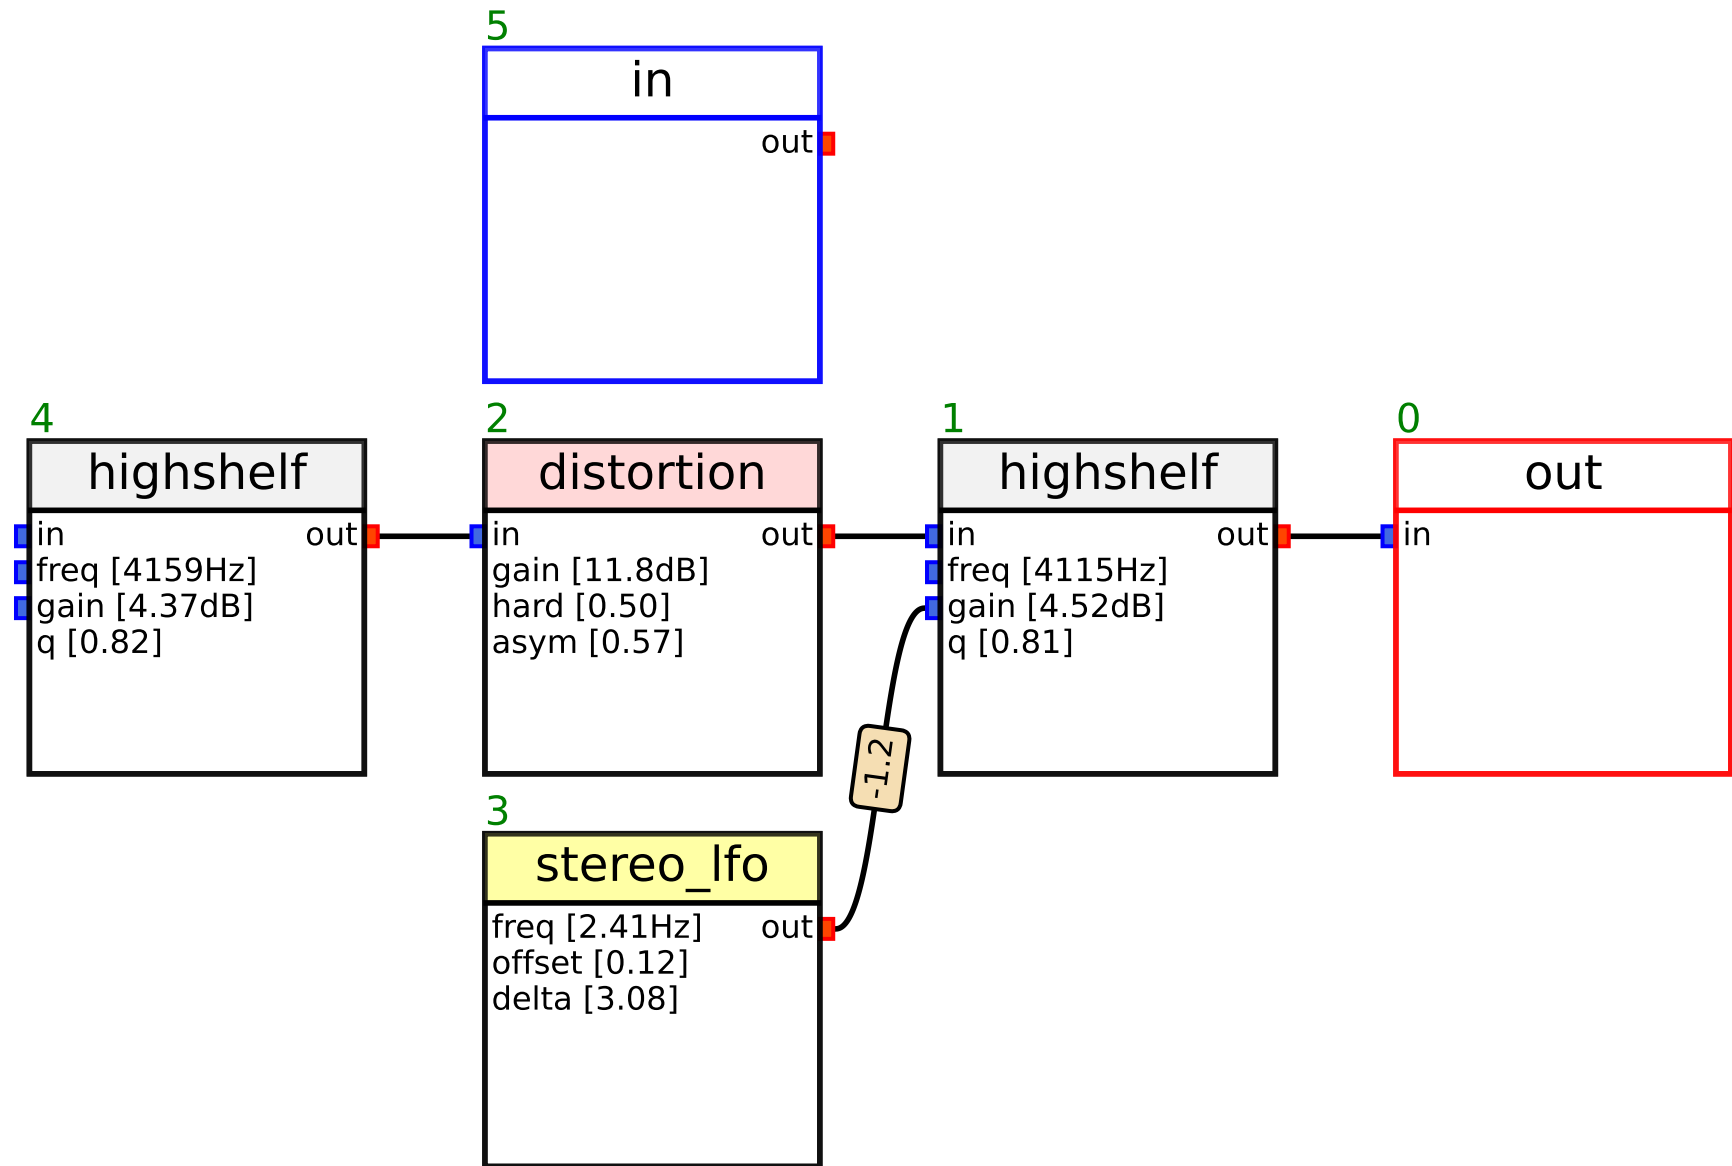 5
in
out
4
highshelf
in out
freq [4159Hz]
gain [4.37dB]
q [0.82]
2
distortion
in out
gain [11.8dB]
hard [0.50]
asym [0.57]
1
highshelf
in out
freq [4115Hz]
gain [4.52dB]
q [0.81]
0
out
in
-1.2
3
stereo_lfo
freq [2.41Hz] out
offset [0.12]
delta [3.08]